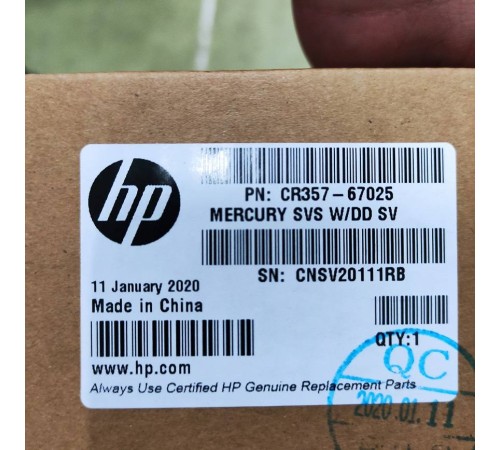 hp
PN: CR357-67025
MERCURY SVS W/DD SV
SN: CNSV20111RB
11 January 2020
Made in China
QTY:1
www.hp.com
Always Use Certified HP Genuine Replacement Parts
QC
2020.01.11